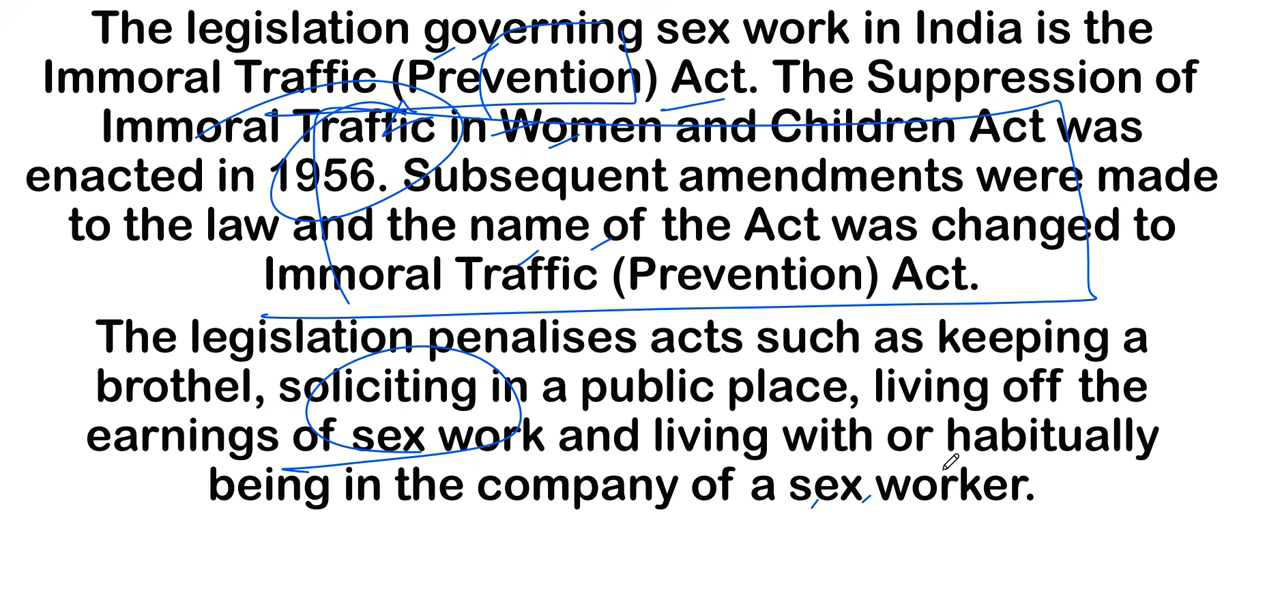 The legislation governing sex work in India is the
Immoral Traffic (Prevention) Act. The Suppression of
Immoral Traffic in Women and Children Act was
enacted in 1956. Subsequent amendments were made
to the law and the name of the Act was changed to
Immoral Traffic (Prevention) Act.
The legislation penalises acts such as keeping a
brothel, soliciting in a public place, living off the
earnings of sex work and living with or habitually
being in the company of a sex worker.